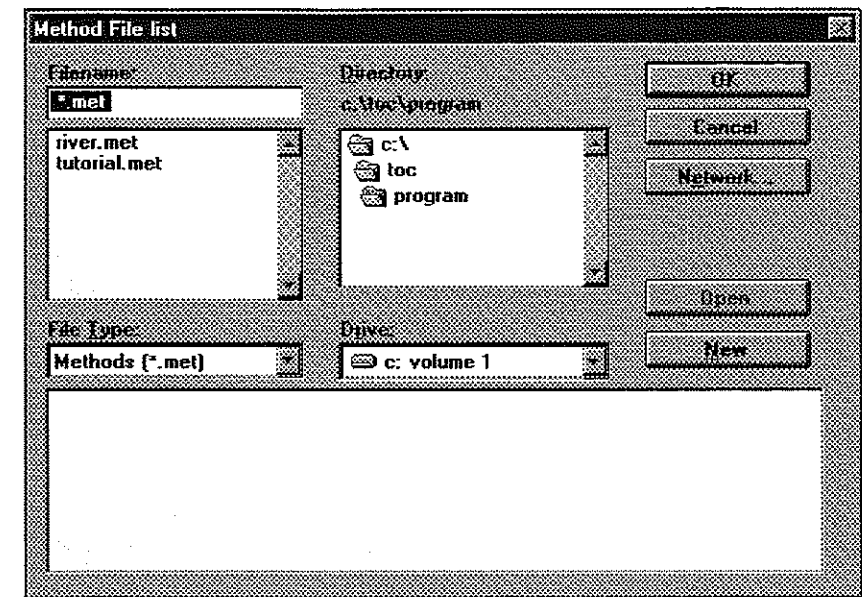 Method File list
Filename:
*.met
river.met
tutorial.met
File Type:
Methods (*.met)
Directory:
c:\toc\program
c:\
toc
program
Drive:
c: volume 1
OK
Cancel
Network...
Open
New